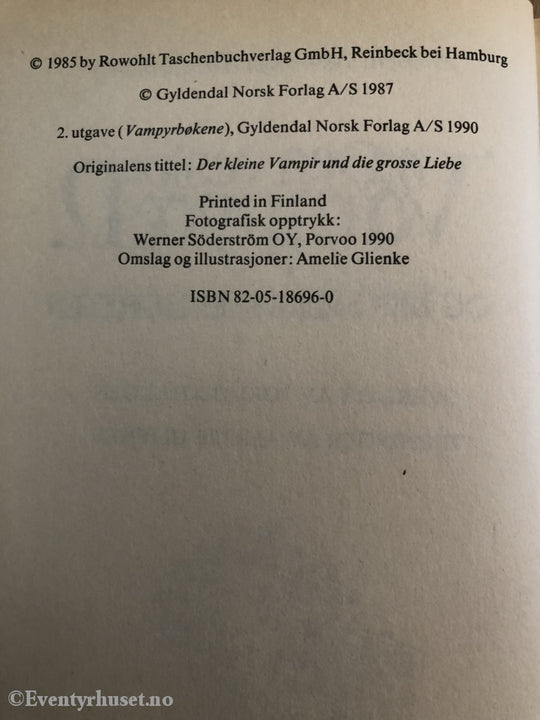 © 1985 by Rowohlt Taschenbuchverlag GmbH, Reinbeck bei Hamburg
© Gyldendal Norsk Forlag A/S 1987
2. utgave (Vampyrbøkene), Gyldendal Norsk Forlag A/S 1990
Originalens tittel: Der kleine Vampir und die grosse Liebe
Printed in Finland
Fotografisk opptrykk:
Werner Söderström OY, Porvoo 1990
Omslag og illustrasjoner: Amelie Glienke
ISBN 82-05-18696-0
©Eventyrhuset.no